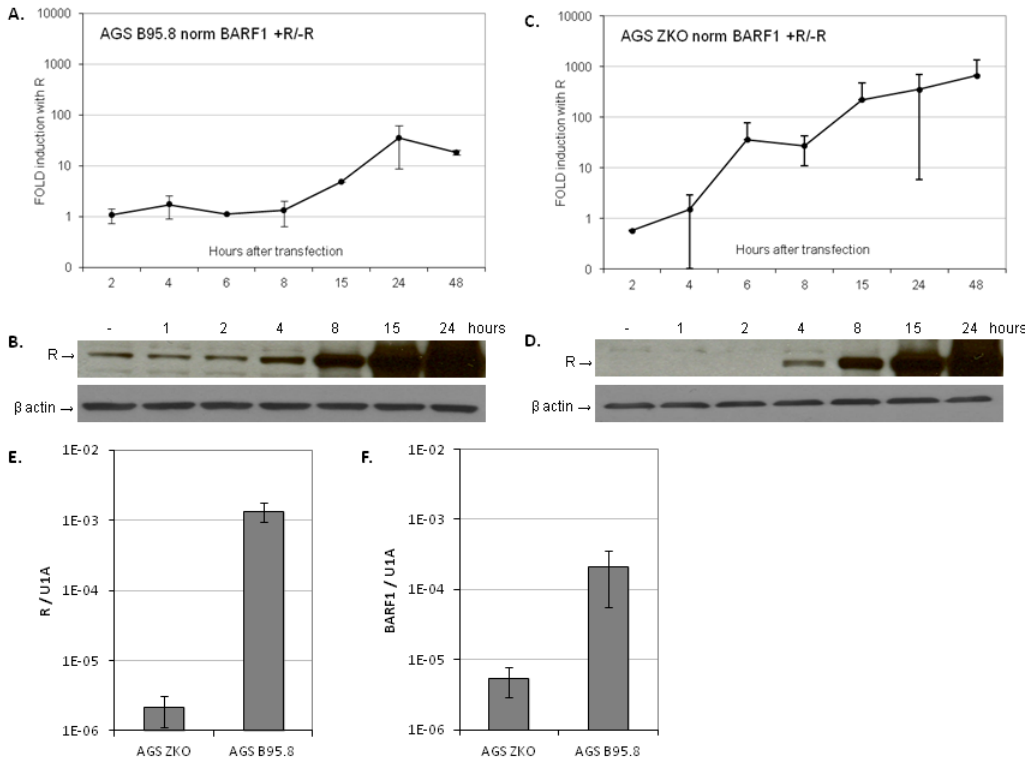 A.
AGS B95.8 norm BARF1 +R/-R
FOLD induction with R
10000
1000
100
10
1
0
Hours after transfection
2 4 6 8 15 24 48
C.
AGS ZKO norm BARF1 +R/-R
FOLD induction with R
10000
1000
100
10
1
0
Hours after transfection
2 4 6 8 15 24 48
B.
- 1 2 4 8 15 24 hours
R →
β actin →
D.
- 1 2 4 8 15 24 hours
R →
β actin →
E.
R / U1A
1E-02
1E-03
1E-04
1E-05
1E-06
AGS ZKO AGS B95.8
F.
BARF1 / U1A
1E-02
1E-03
1E-04
1E-05
1E-06
AGS ZKO AGS B95.8